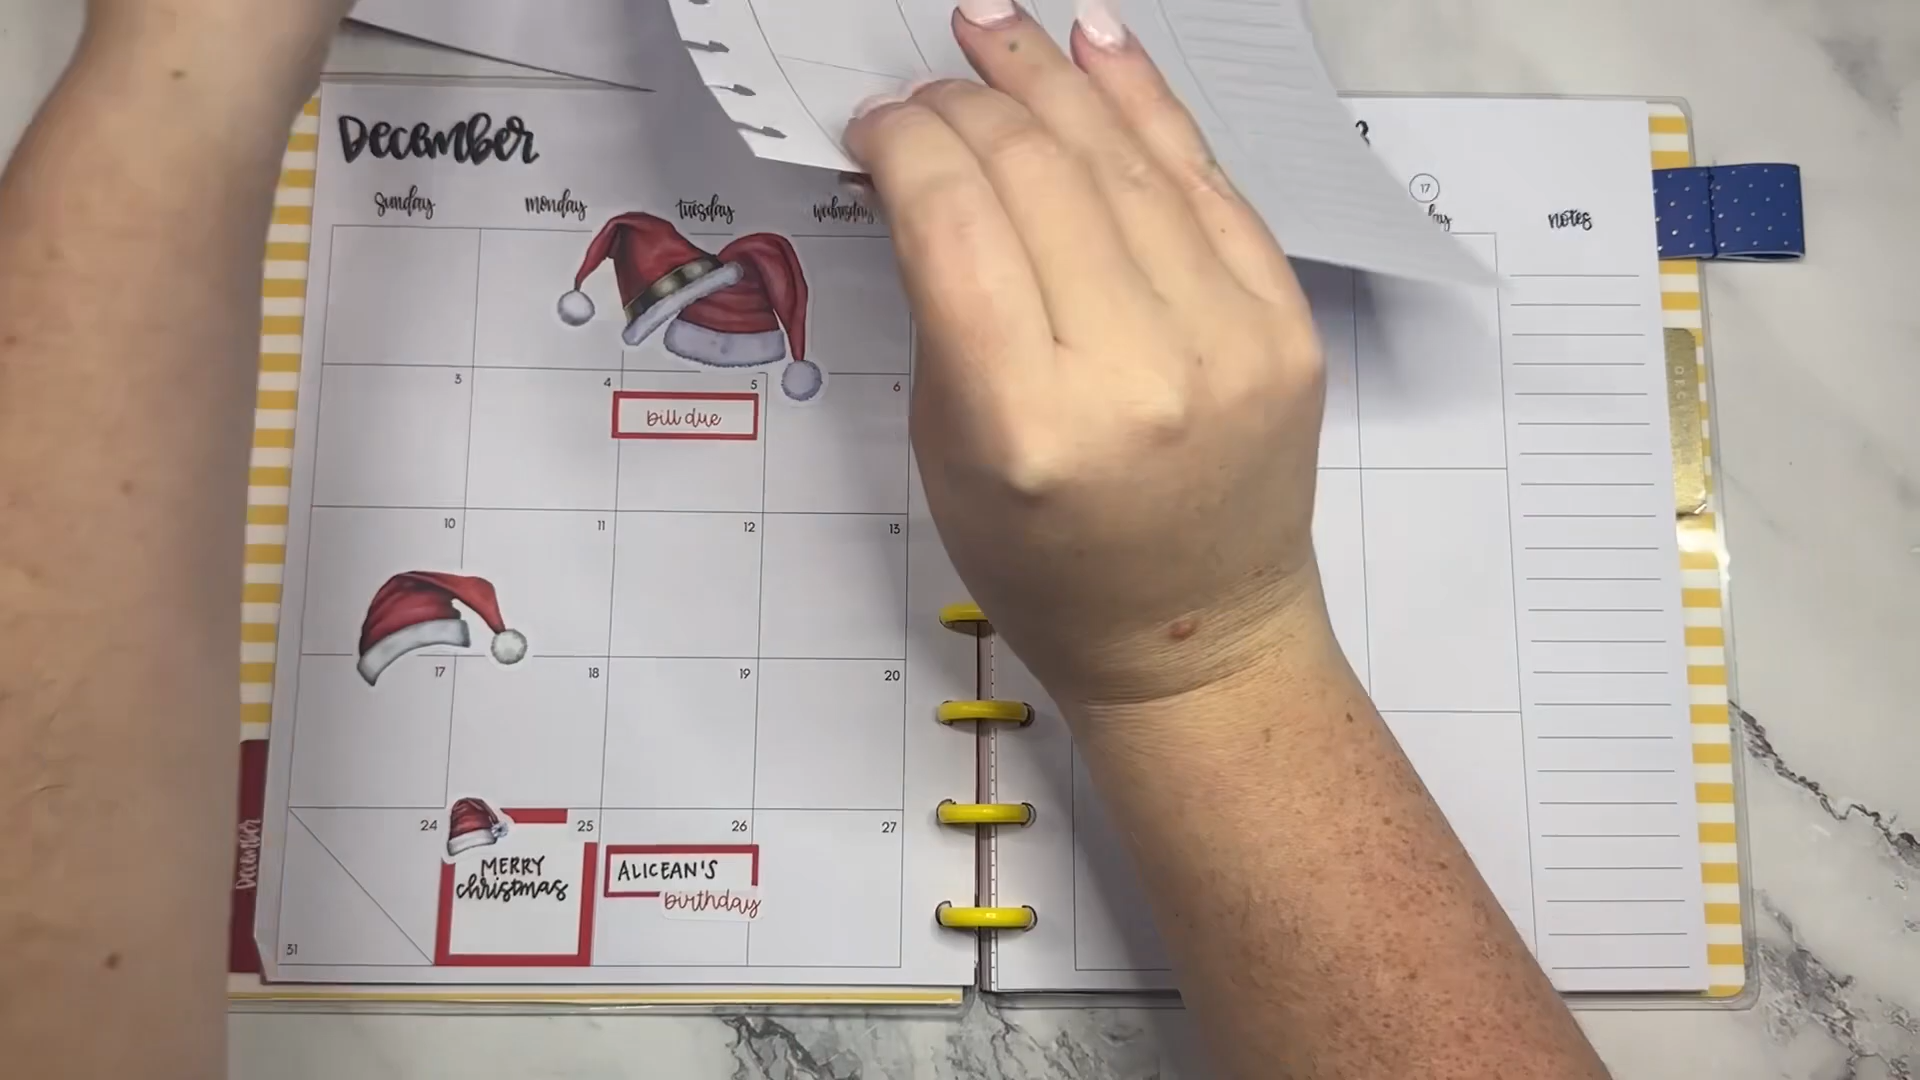 December
sunday monday tuesday wednesday notes
17
3 4 5 6
bill due
10 11 12 13
17 18 19 20
24 25 26 27
MERRY
christmas
ALICEAN'S
birthday
31
December